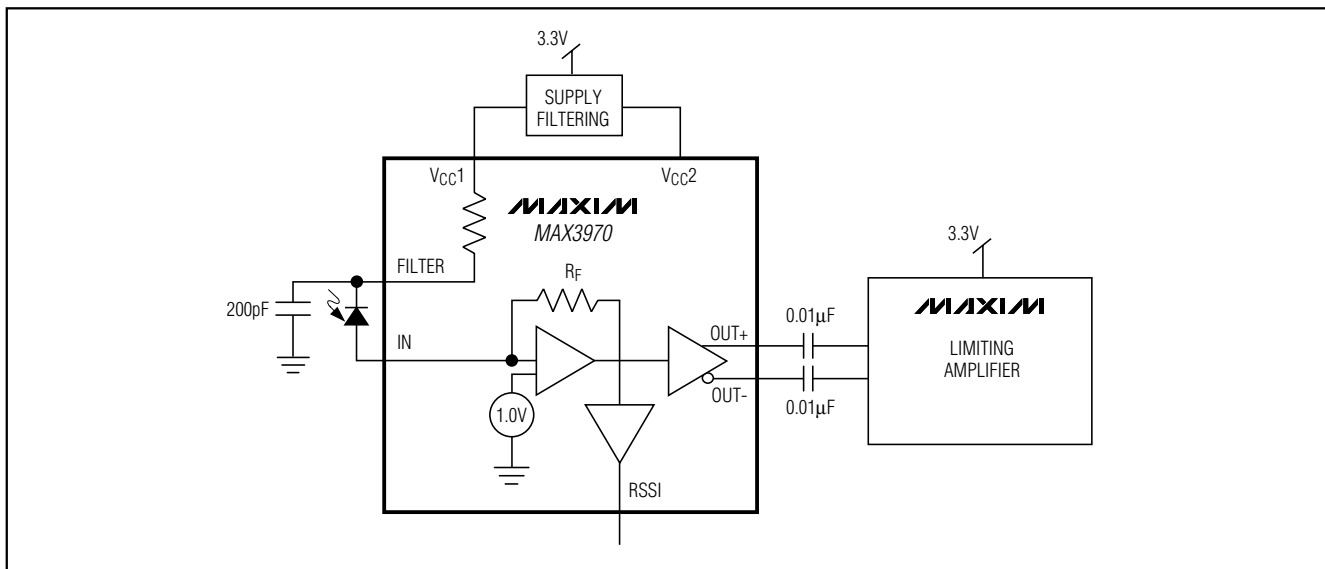 3.3V
SUPPLY
FILTERING
VCC1
VCC2
MAXIM
MAX3970
3.3V
FILTER
RF
200pF
0.01µF
MAXIM
OUT+
IN
LIMITING
AMPLIFIER
OUT-
1.0V
0.01µF
RSSI